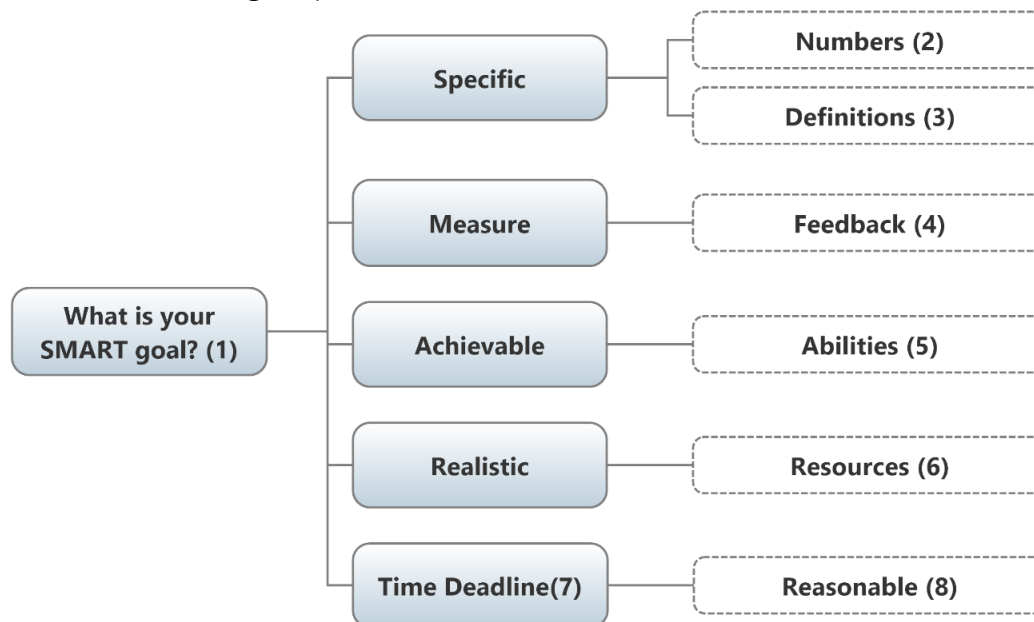 What is your
SMART goal? (1)
Specific
Numbers (2)
Definitions (3)
Measure
Feedback (4)
Achievable
Abilities (5)
Realistic
Resources (6)
Time Deadline(7)
Reasonable (8)